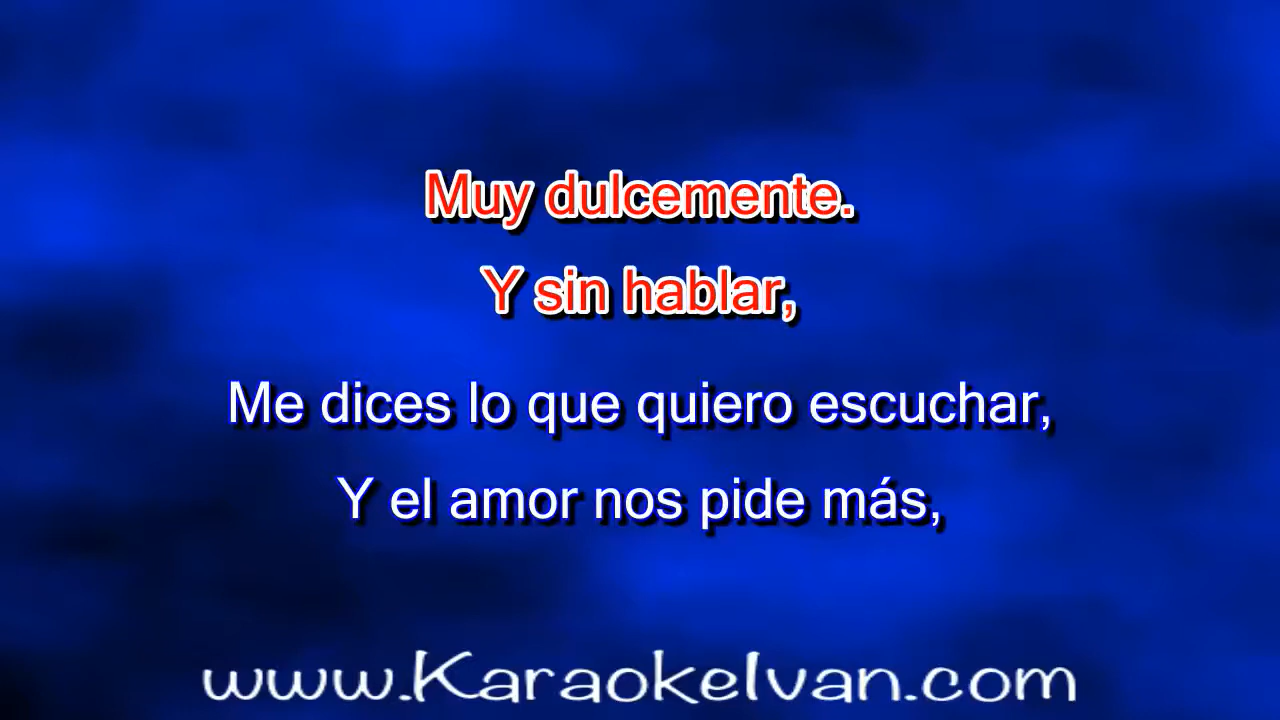 Muy dulcemente.
Y sin hablar,
Me dices lo que quiero escuchar,
Y el amor nos pide más,
www.KaraokeIvan.com